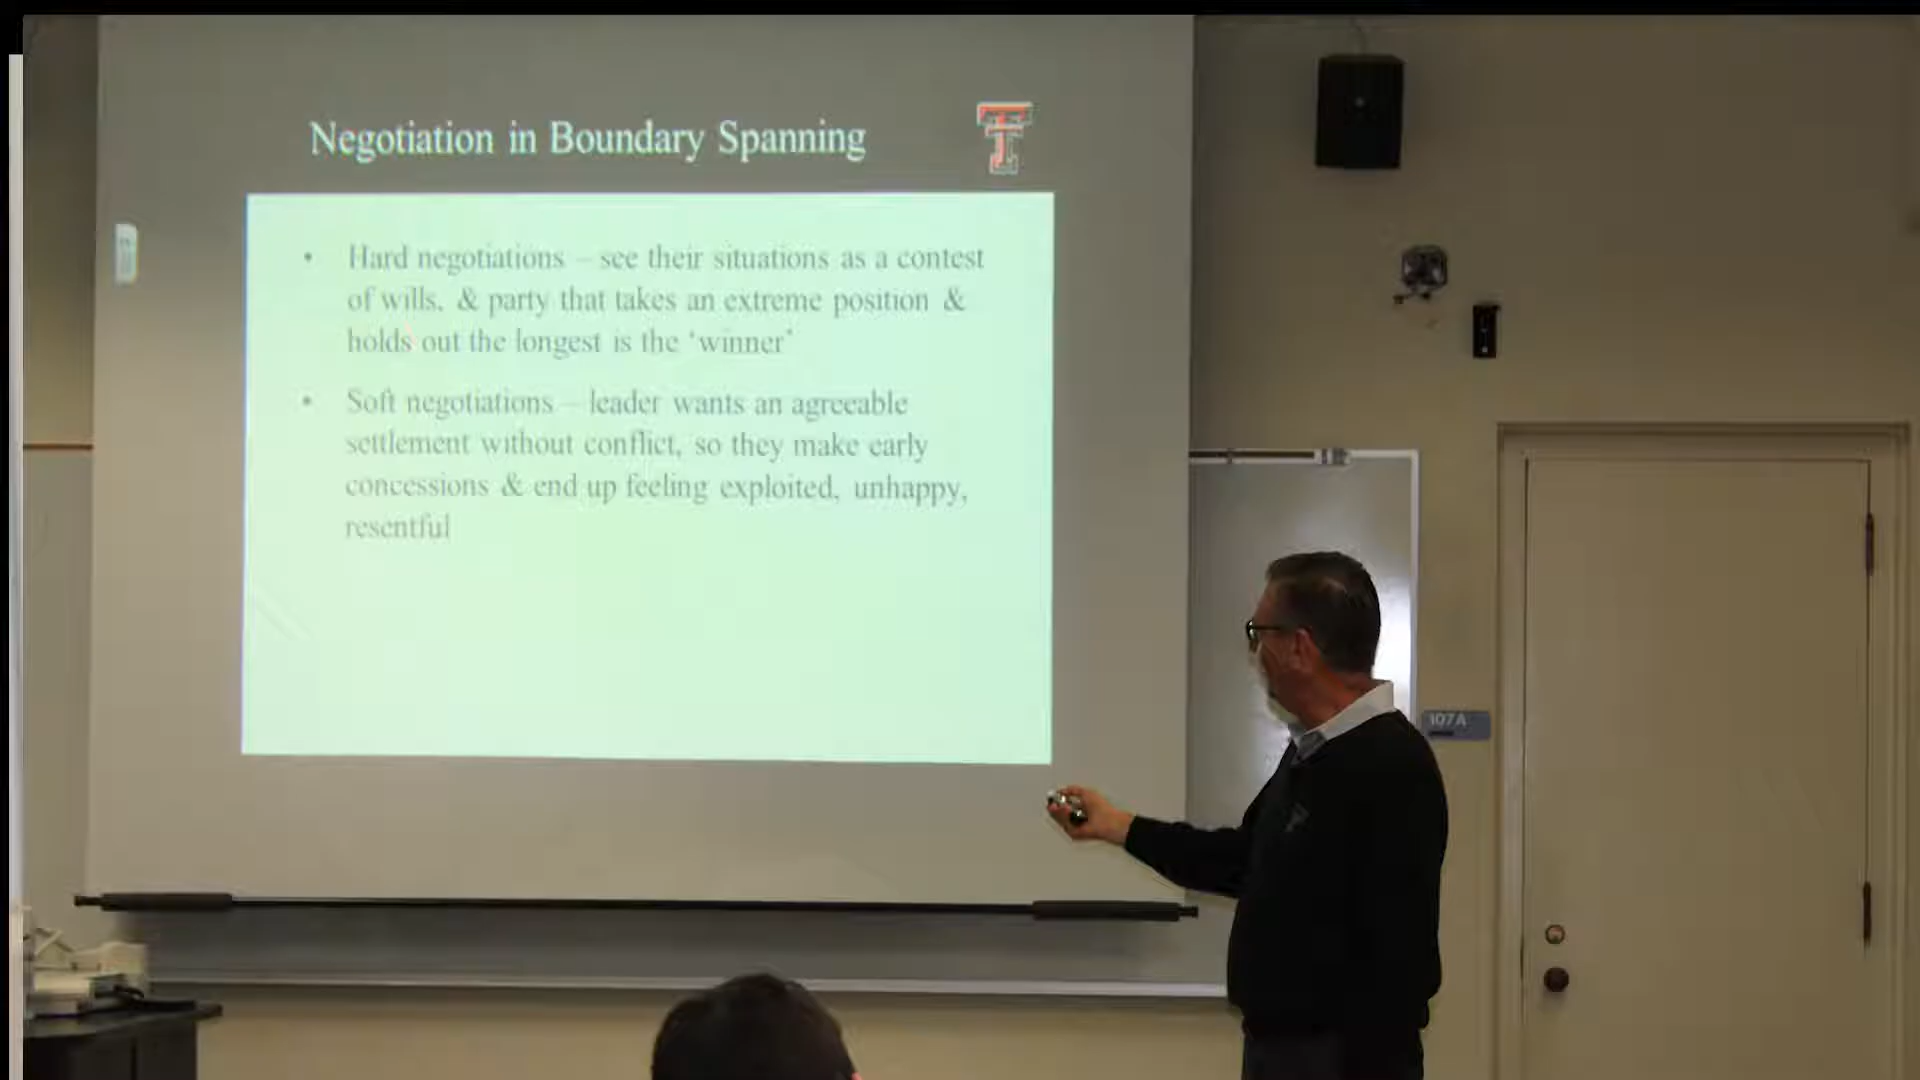 Negotiation in Boundary Spanning
• Hard negotiations – see their situations as a contest
of wills, & party that takes an extreme position &
holds out the longest is the ‘winner’
• Soft negotiations – leader wants an agreeable
settlement without conflict, so they make early
concessions & end up feeling exploited, unhappy,
resentful
107A